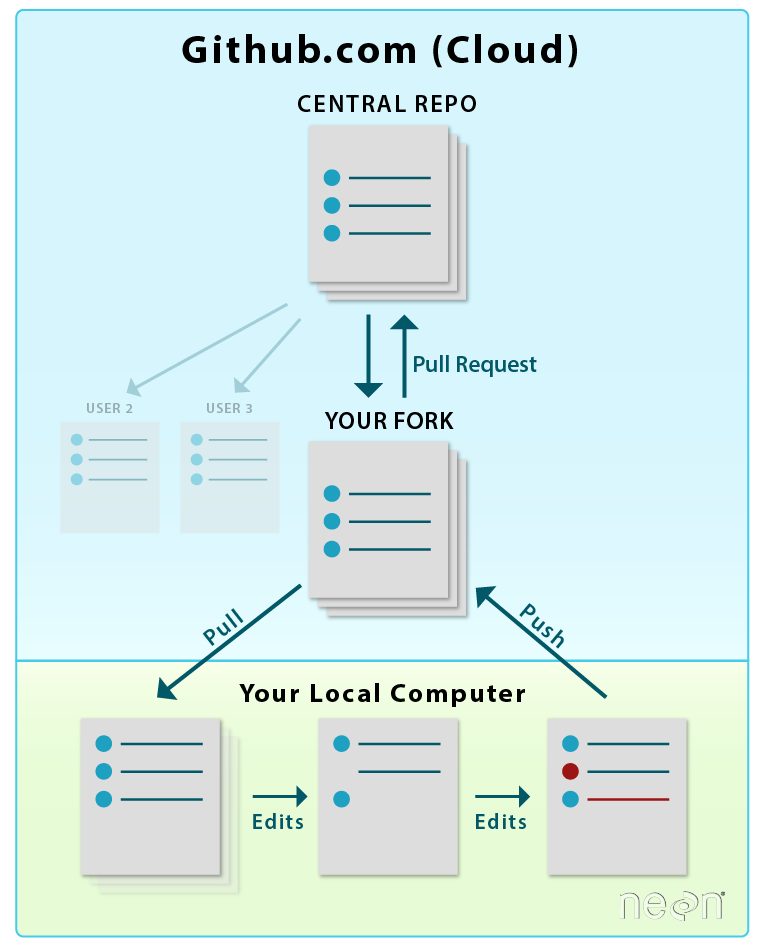 Github.com (Cloud)
CENTRAL REPO
Pull Request
USER 2
USER 3
YOUR FORK
Pull
Push
Your Local Computer
Edits
Edits
neon